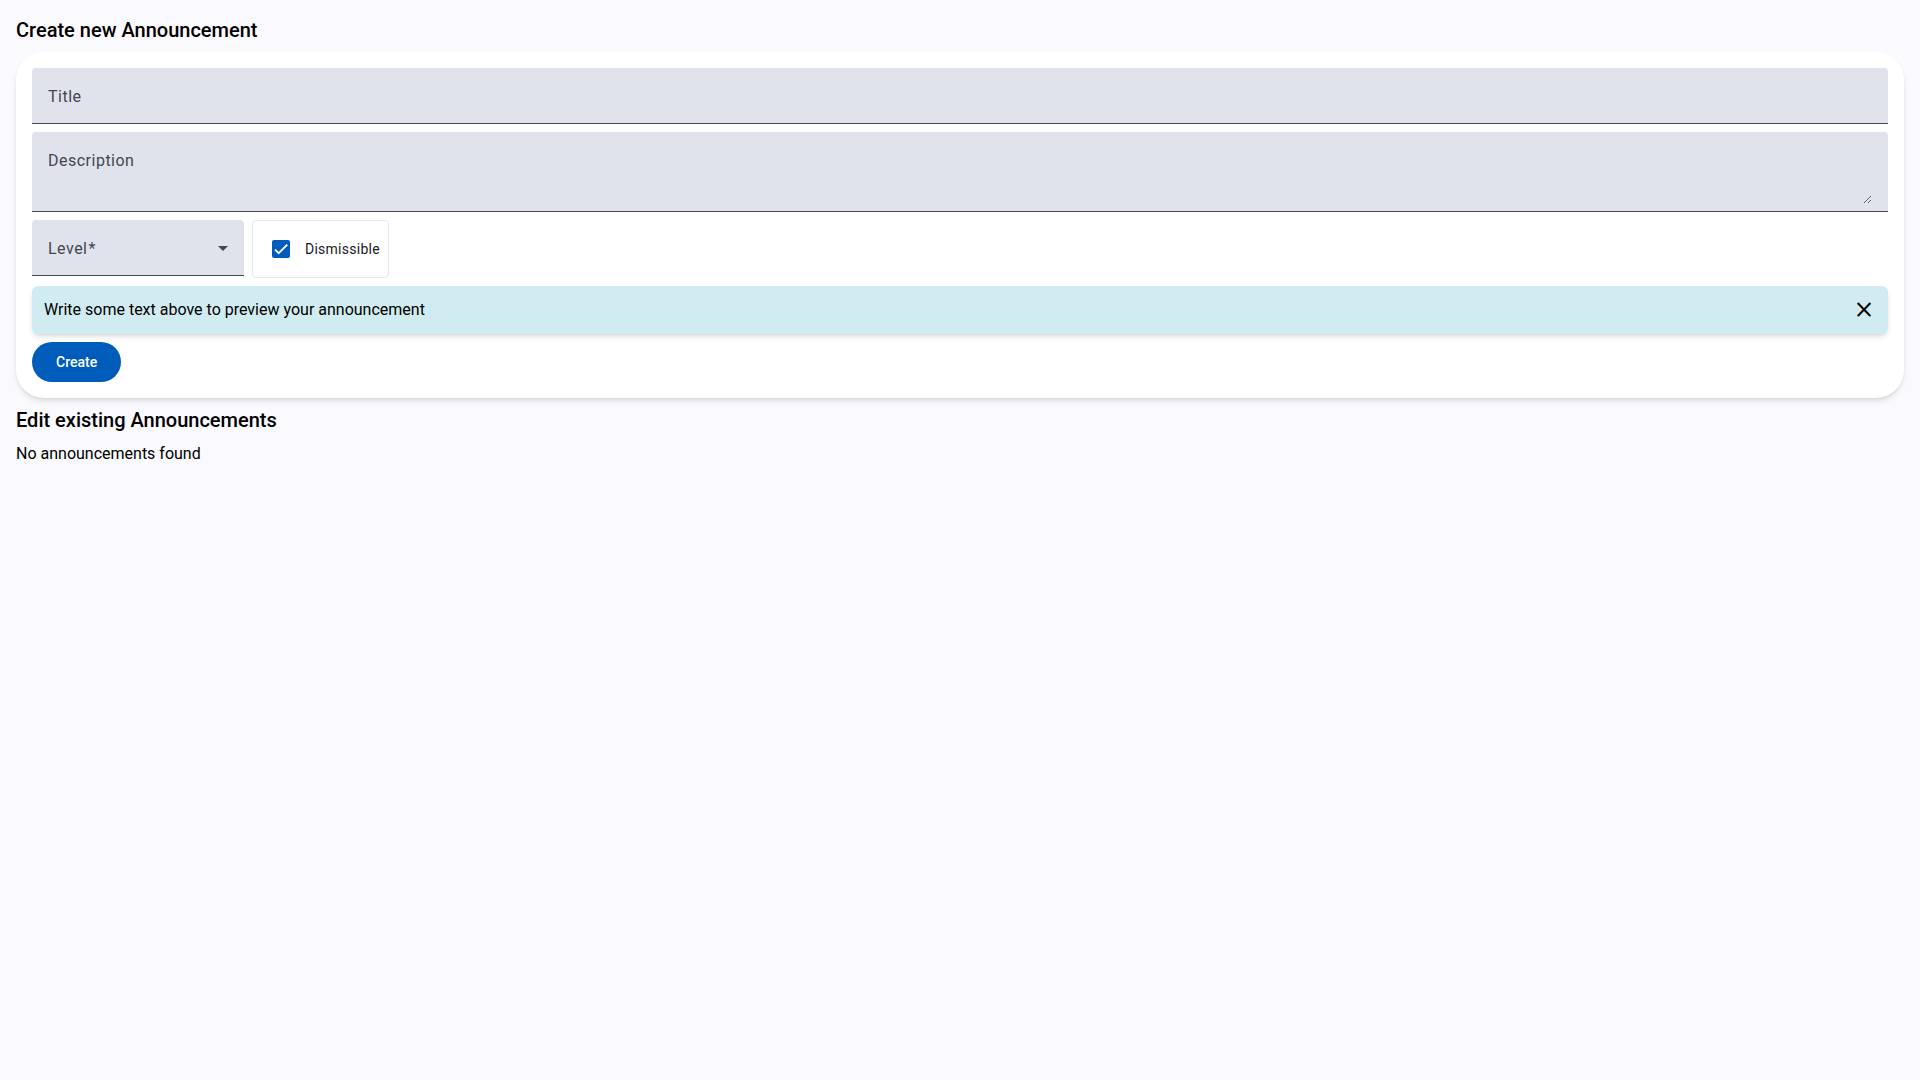 Create new Announcement
Title
Description
Level*
Dismissible
Write some text above to preview your announcement
Create
Edit existing Announcements
No announcements found